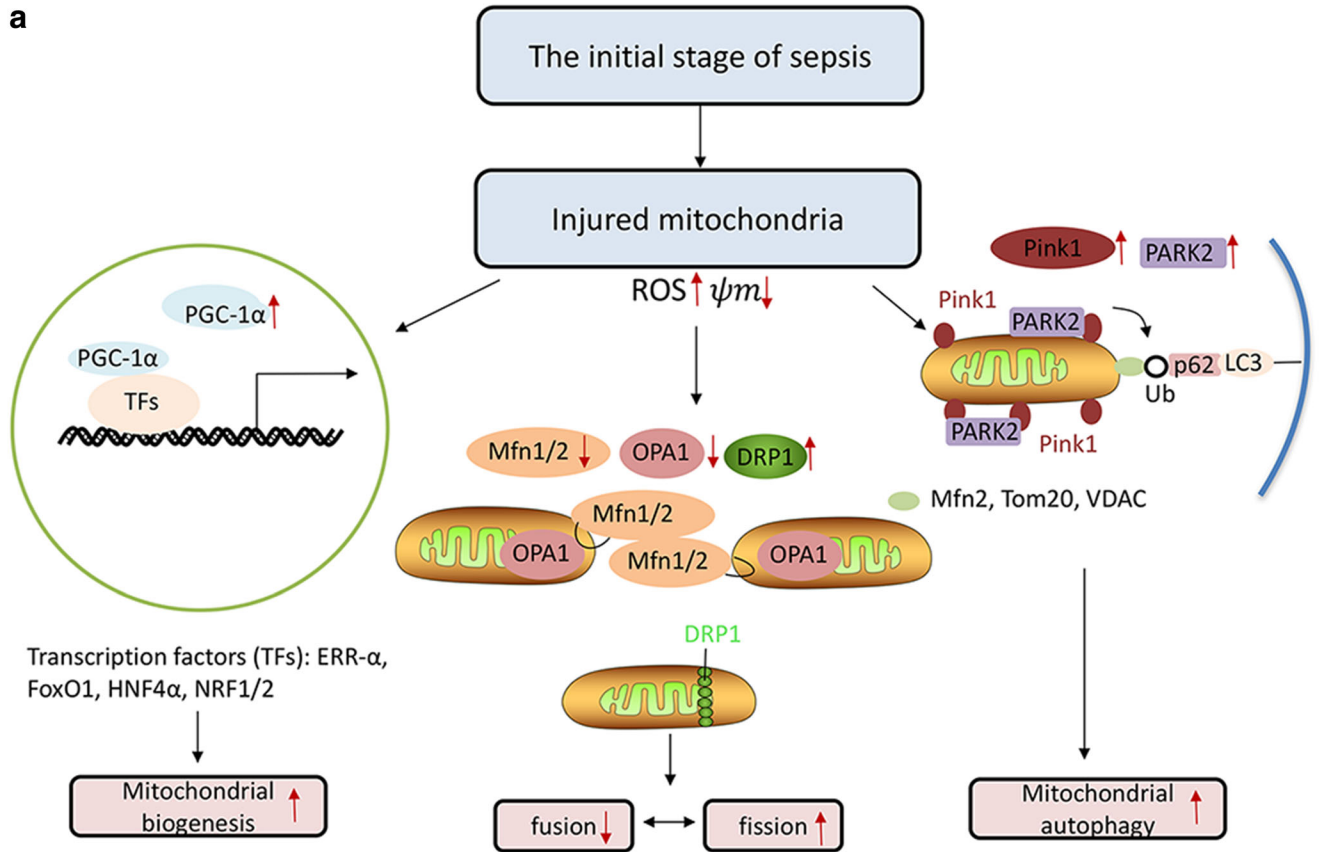 a
The initial stage of sepsis
Injured mitochondria
ROS ψm
PGC-1α
PGC-1α
TFs
Transcription factors (TFs): ERR-α,
FoxO1, HNF4α, NRF1/2
Mitochondrial
biogenesis
Mfn1/2
OPA1
DRP1
Mfn1/2
OPA1
Mfn1/2
OPA1
DRP1
fusion
fission
Pink1
PARK2
Pink1
PARK2
p62
LC3
Ub
PARK2
Pink1
Mfn2, Tom20, VDAC
Mitochondrial
autophagy